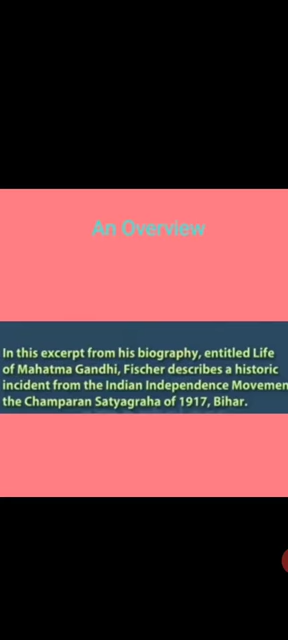 An Overview
In this excerpt from his biography, entitled Life
of Mahatma Gandhi, Fischer describes a historic
incident from the Indian Independence Movemen
the Champaran Satyagraha of 1917, Bihar.